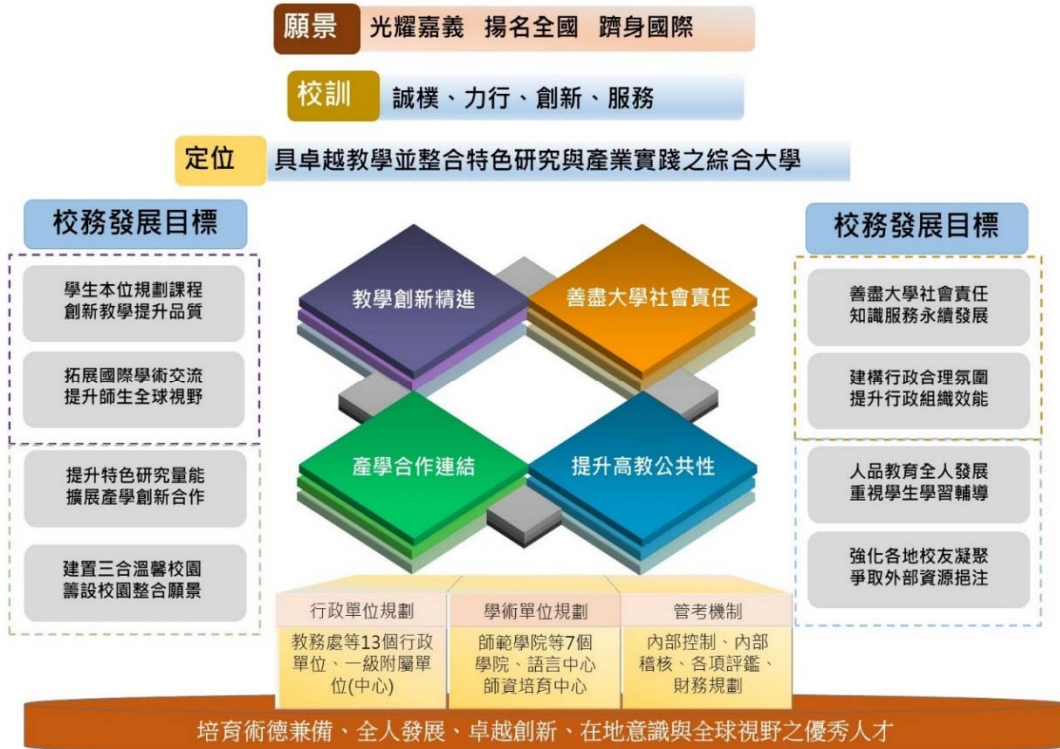 願景 光耀嘉義 揚名全國 躋身國際
校訓 誠樸、力行、創新、服務
定位 具卓越教學並整合特色研究與產業實踐之綜合大學
校務發展目標
學生本位規劃課程
創新教學提升品質
拓展國際學術交流
提升師生全球視野
提升特色研究量能
擴展產學創新合作
建置三合溫馨校園
籌設校園整合願景
教學創新精進
善盡大學社會責任
產學合作連結
提升高教公共性
校務發展目標
善盡大學社會責任
知識服務永續發展
建構行政合理氛圍
提升行政組織效能
人品教育全人發展
重視學生學習輔導
強化各地校友凝聚
爭取外部資源挹注
行政單位規劃
教務處等13個行政
單位、一級附屬單
位(中心)
學術單位規劃
師範學院等7個
學院、語言中心
師資培育中心
管考機制
內部控制、內部
稽核、各項評鑑、
財務規劃
培育術德兼備、全人發展、卓越創新、在地意識與全球視野之優秀人才